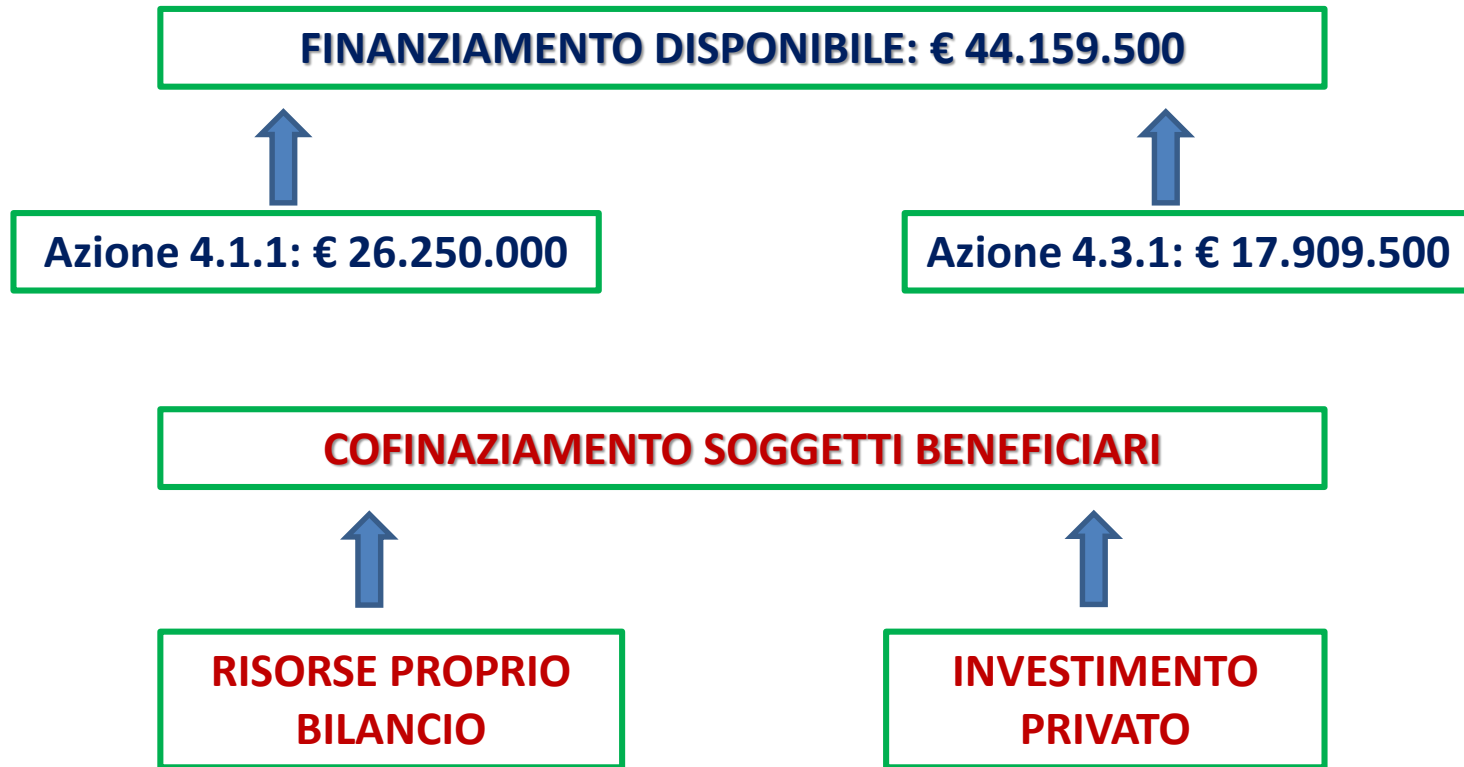 FINANZIAMENTO DISPONIBILE: € 44.159.500
Azione 4.1.1: € 26.250.000
Azione 4.3.1: € 17.909.500
COFINAZIAMENTO SOGGETTI BENEFICIARI
RISORSE PROPRIO
BILANCIO
INVESTIMENTO
PRIVATO